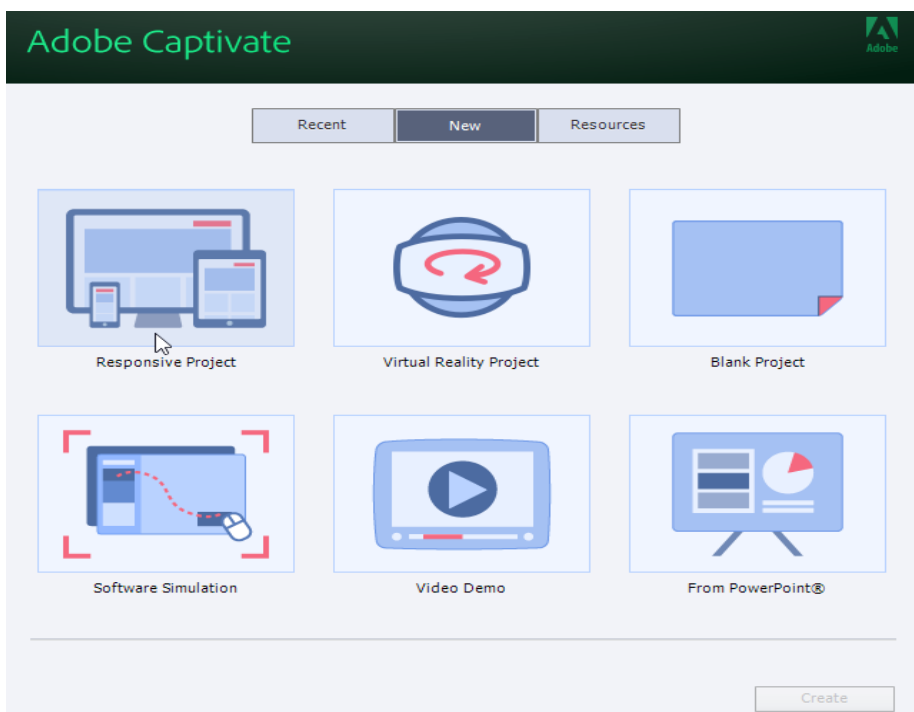 Adobe Captivate
Adobe
Recent New Resources
Responsive Project Virtual Reality Project Blank Project
Software Simulation Video Demo From PowerPoint®
Create